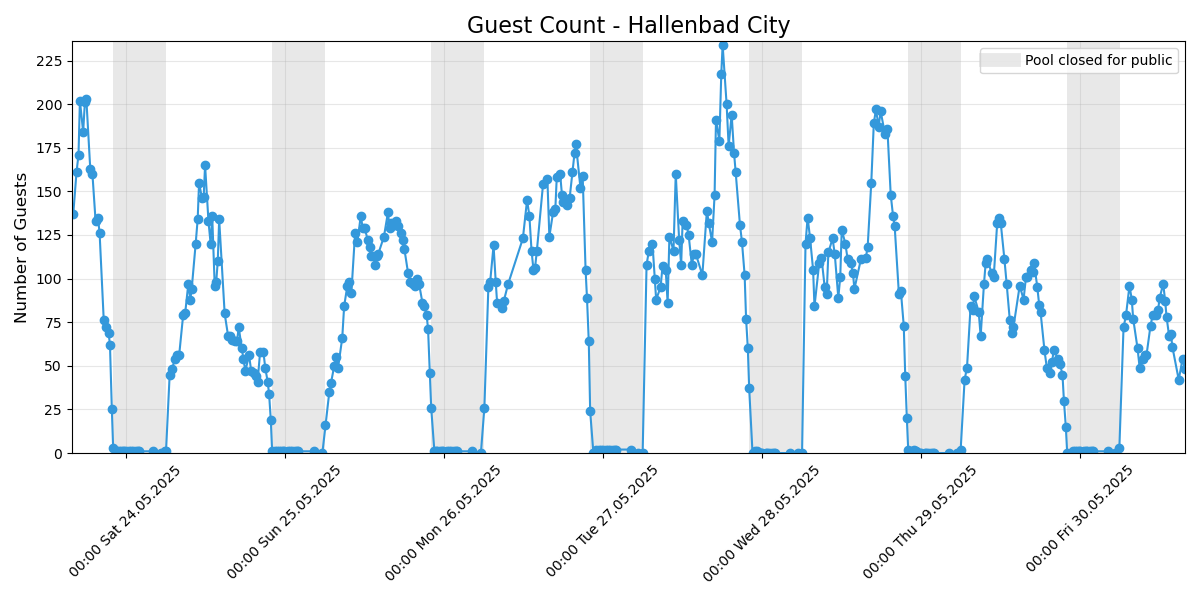 Guest Count - Hallenbad City
Pool closed for public
Number of Guests
225
200
175
150
125
100
75
50
25
0
00:00 Sat 24.05.2025
00:00 Sun 25.05.2025
00:00 Mon 26.05.2025
00:00 Tue 27.05.2025
00:00 Wed 28.05.2025
00:00 Thu 29.05.2025
00:00 Fri 30.05.2025